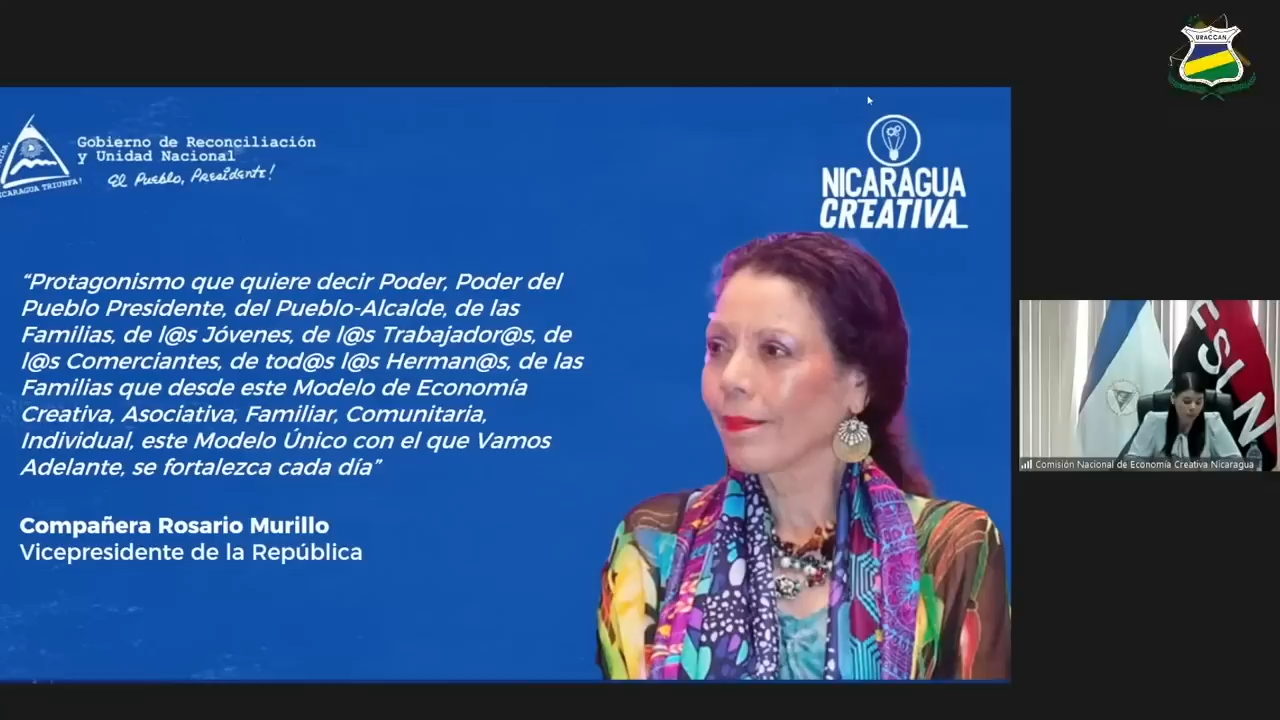 URACCAN
Gobierno de Reconciliación
y Unidad Nacional
El Pueblo, Presidente!
NICARAGUA TRIUNFA!
NICARAGUA
CREATIVA_
“Protagonismo que quiere decir Poder, Poder del
Pueblo Presidente, del Pueblo-Alcalde, de las
Familias, de l@s Jóvenes, de l@s Trabajador@s, de
l@s Comerciantes, de tod@s l@s Herman@s, de las
Familias que desde este Modelo de Economía
Creativa, Asociativa, Familiar, Comunitaria,
Individual, este Modelo Único con el que Vamos
Adelante, se fortalezca cada día”
Compañera Rosario Murillo
Vicepresidente de la República
FSLN
Comisión Nacional de Economía Creativa Nicaragua